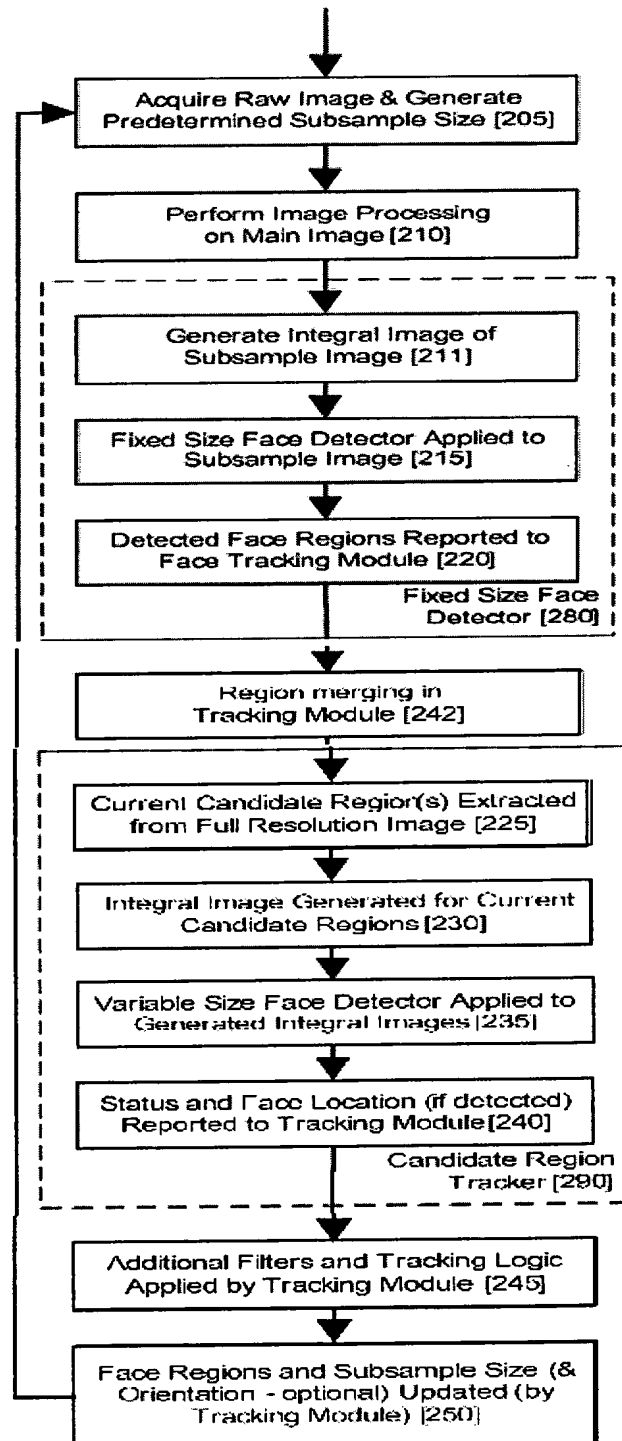 Acquire Raw Image & Generate
Predetermined Subsample Size [205]
Perform Image Processing
on Main Image [210]
Generate Integral Image of
Subsample Image [211]
Fixed Size Face Detector Applied to
Subsample Image [215]
Detected Face Regions Reported to
Face Tracking Module [220]
Fixed Size Face
Detector [280]
Region merging in
Tracking Module [242]
Current Candidate Region(s) Extracted
from Full Resolution Image [225]
Integral Image Generated for Current
Candidate Regions [230]
Variable Size Face Detector Applied to
Generated Integral Images [235]
Status and Face Location (if detected)
Reported to Tracking Module [240]
Candidate Region
Tracker [290]
Additional Filters and Tracking Logic
Applied by Tracking Module [245]
Face Regions and Subsample Size (&
Orientation - optional) Updated (by
Tracking Module) [250]